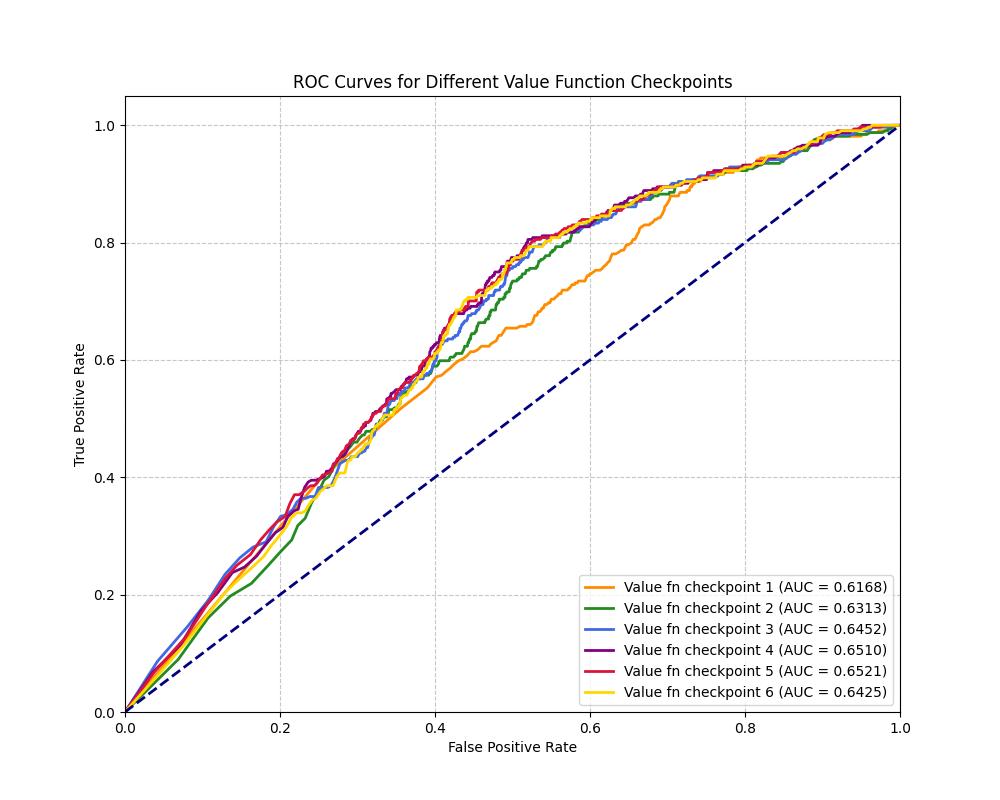 ROC Curves for Different Value Function Checkpoints
True Positive Rate
1.0
0.8
0.6
0.4
0.2
0.0
Value fn checkpoint 1 (AUC = 0.6168)
Value fn checkpoint 2 (AUC = 0.6313)
Value fn checkpoint 3 (AUC = 0.6452)
Value fn checkpoint 4 (AUC = 0.6510)
Value fn checkpoint 5 (AUC = 0.6521)
Value fn checkpoint 6 (AUC = 0.6425)
0.0 0.2 0.4 0.6 0.8 1.0
False Positive Rate